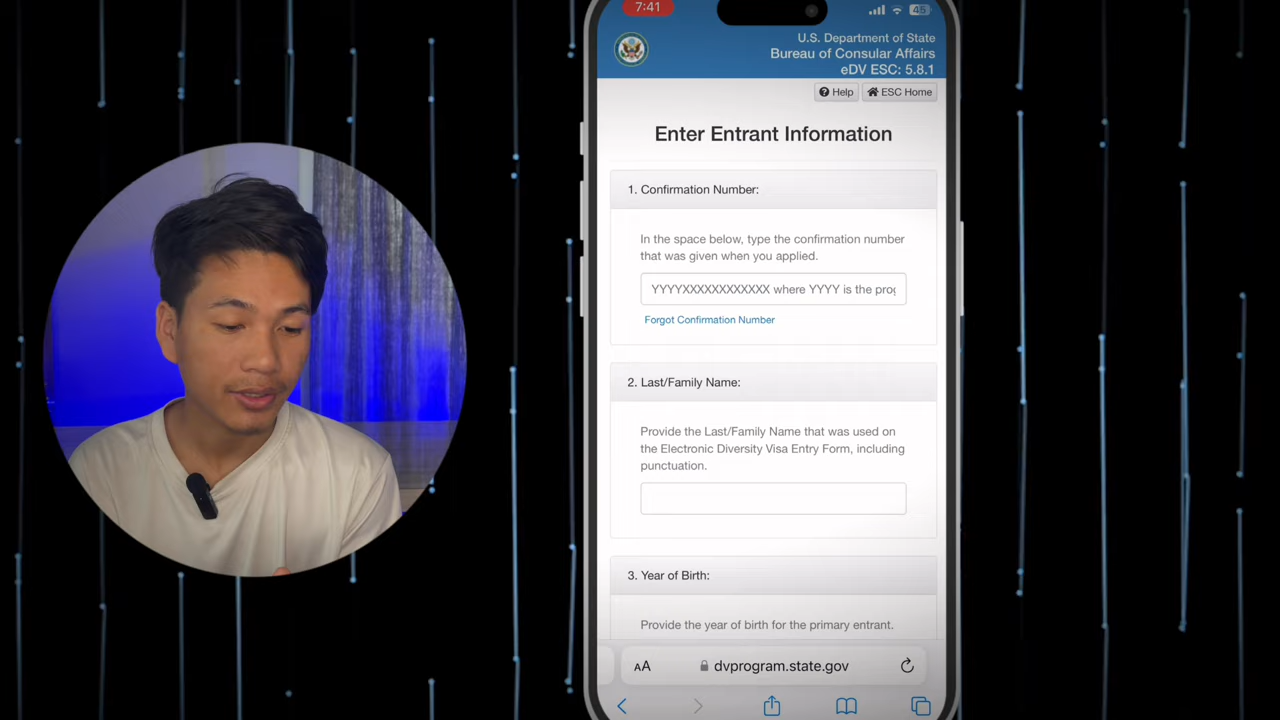 7:41
45
U.S. Department of State
Bureau of Consular Affairs
eDV ESC: 5.8.1
Help
ESC Home
Enter Entrant Information
1. Confirmation Number:
In the space below, type the confirmation number
that was given when you applied.
YYYYXXXXXXXXXXXX where YYYY is the prog
Forgot Confirmation Number
2. Last/Family Name:
Provide the Last/Family Name that was used on
the Electronic Diversity Visa Entry Form, including
punctuation.
3. Year of Birth:
Provide the year of birth for the primary entrant.
AA
dvprogram.state.gov